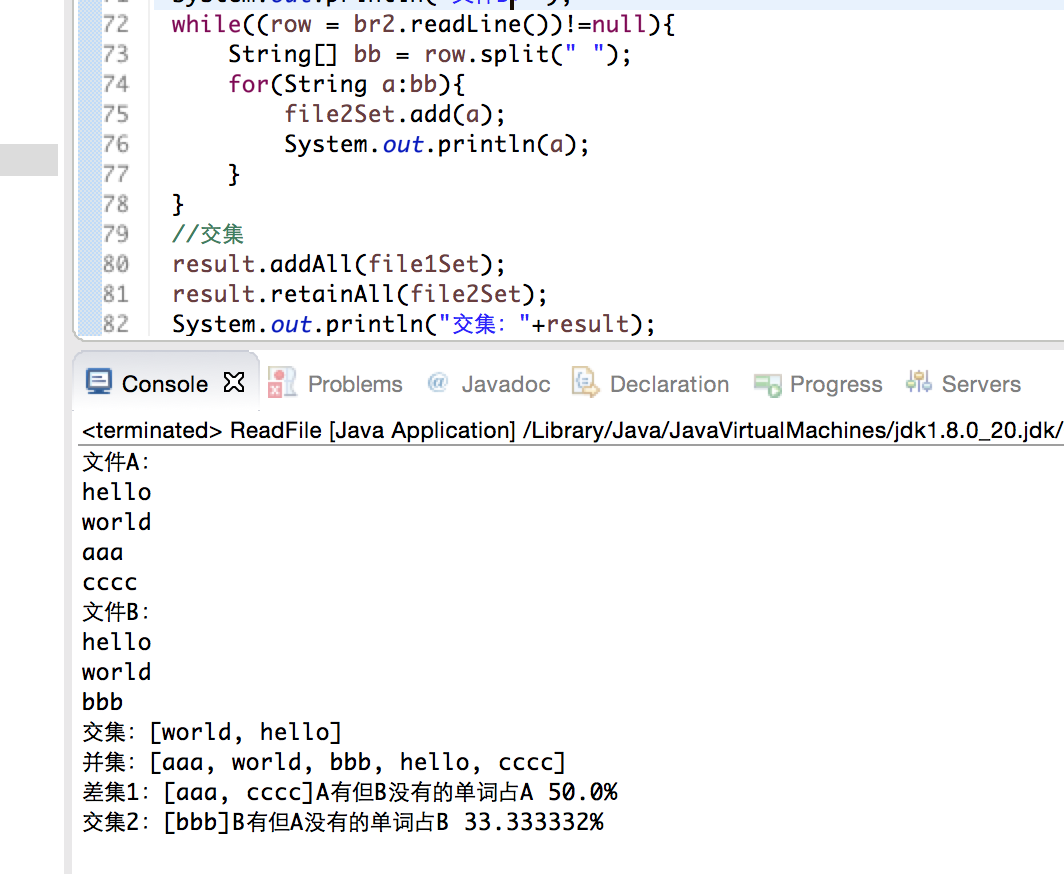 72 while((row = br2.readLine())!=null){
73 String[] bb = row.split(" ");
74 for(String a:bb){
75 file2Set.add(a);
76 System.out.println(a);
77 }
78 }
79 //交集
80 result.addAll(file1Set);
81 result.retainAll(file2Set);
82 System.out.println("交集: "+result);
Console Problems @ Javadoc Declaration Progress Servers
<terminated> ReadFile [Java Application] /Library/Java/JavaVirtualMachines/jdk1.8.0_20.jdk/
文件A:
hello
world
aaa
cccc
文件B:
hello
world
bbb
交集: [world, hello]
并集: [aaa, world, bbb, hello, cccc]
差集1: [aaa, cccc]A有但B没有的单词占A 50.0%
交集2: [bbb]B有但A没有的单词占B 33.333332%